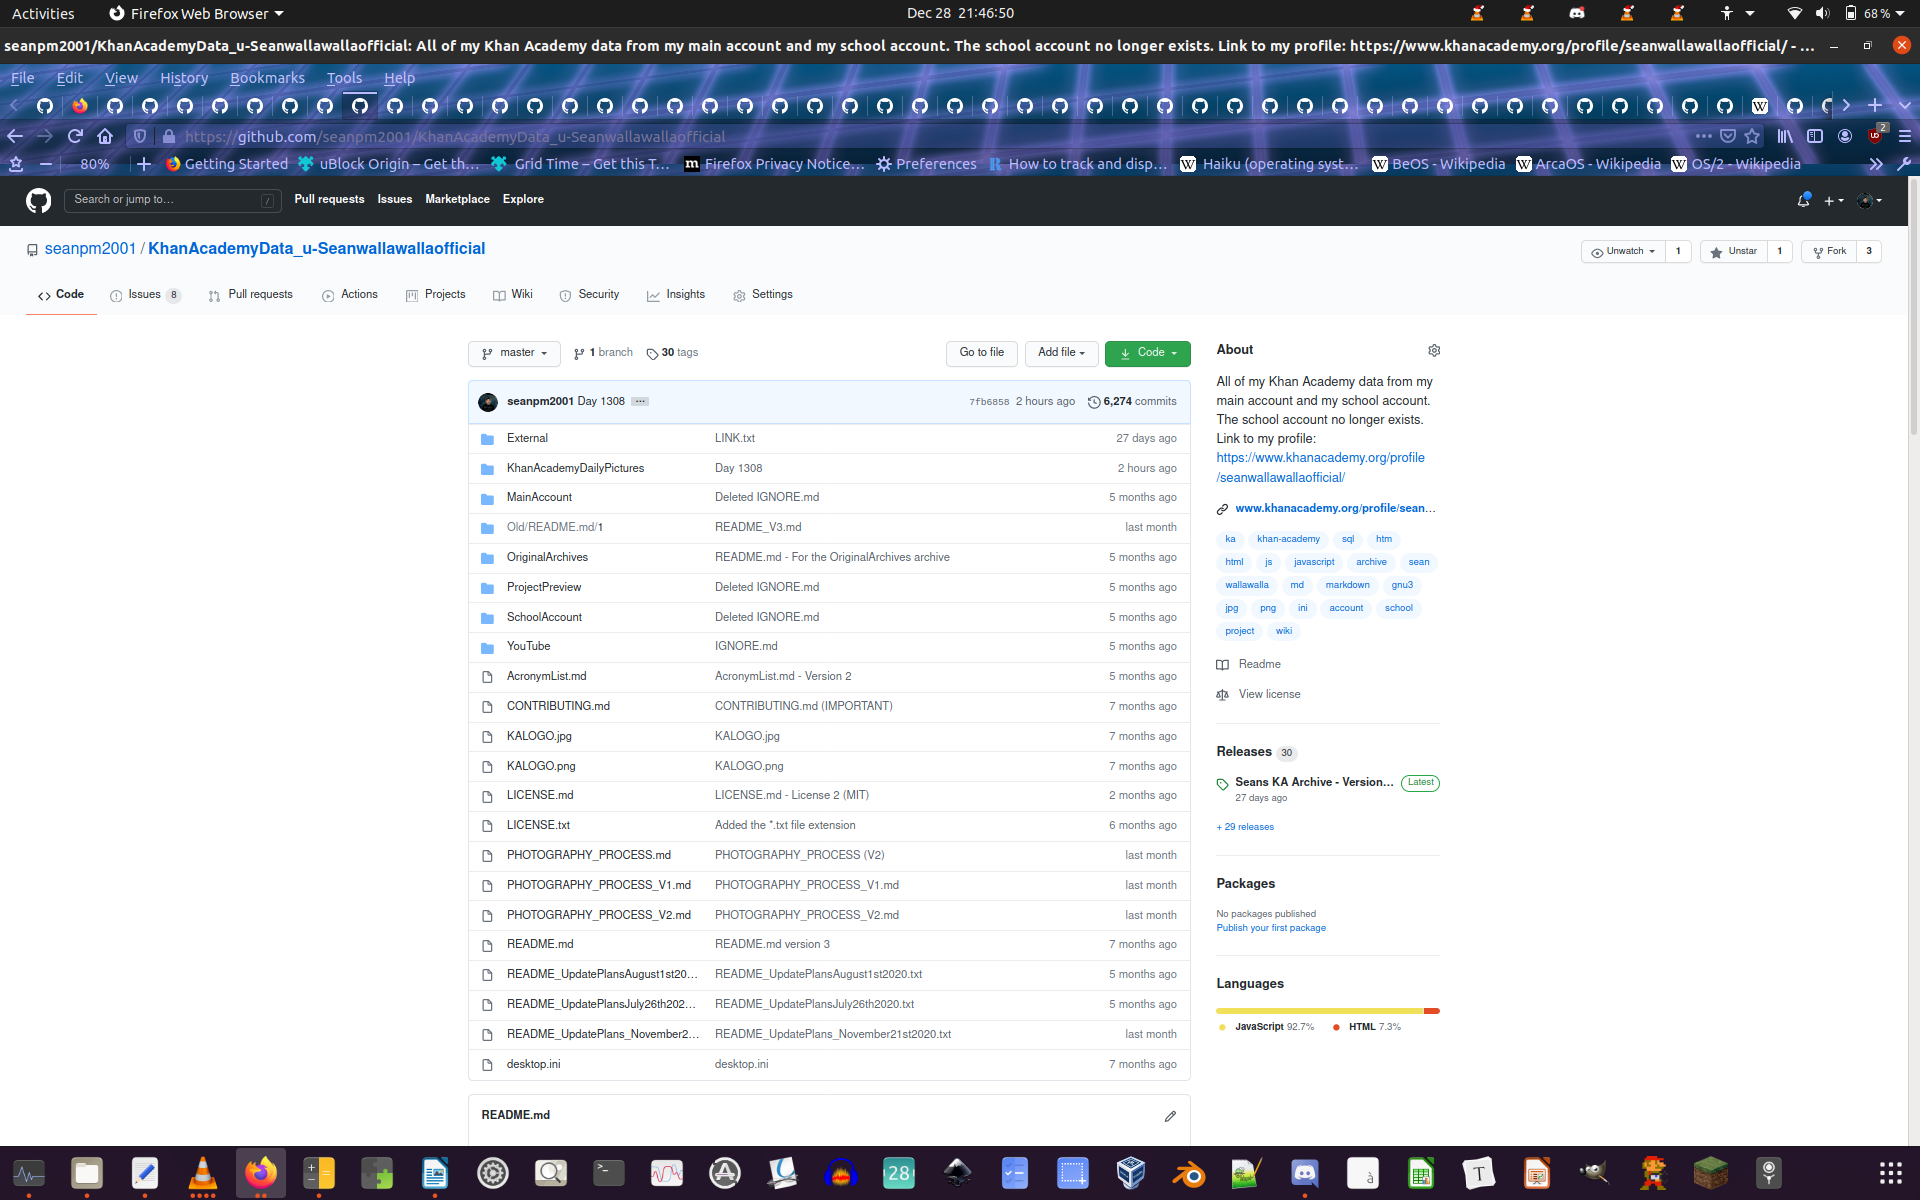 Activities
Firefox Web Browser
Dec 28 21:46:50
68 %
seanpm2001/KhanAcademyData_u-Seanwallawallaofficial: All of my Khan Academy data from my main account and my school account. The school account no longer exists. Link to my profile: https://www.khanacademy.org/profile/seanwallawallaofficial/ - ...
File Edit View History Bookmarks Tools Help
https://github.com/seanpm2001/KhanAcademyData_u-Seanwallawallaofficial
2
80%
Getting Started
uBlock Origin – Get th…
Grid Time – Get this T…
Firefox Privacy Notice…
Preferences
How to track and disp…
Haiku (operating syst…
BeOS - Wikipedia
ArcaOS - Wikipedia
OS/2 - Wikipedia
Search or jump to…
/
Pull requests Issues Marketplace Explore
seanpm2001 / KhanAcademyData_u-Seanwallawallaofficial
Unwatch 1
Unstar 1
Fork 3
Code
Issues 8
Pull requests
Actions
Projects
Wiki
Security
Insights
Settings
master
1 branch
30 tags
Go to file
Add file
Code
seanpm2001 Day 1308 ...
7fb6858 2 hours ago
6,274 commits
External LINK.txt 27 days ago
KhanAcademyDailyPictures Day 1308 2 hours ago
MainAccount Deleted IGNORE.md 5 months ago
Old/README.md/1 README_V3.md last month
OriginalArchives README.md - For the OriginalArchives archive 5 months ago
ProjectPreview Deleted IGNORE.md 5 months ago
SchoolAccount Deleted IGNORE.md 5 months ago
YouTube IGNORE.md 5 months ago
AcronymList.md AcronymList.md - Version 2 5 months ago
CONTRIBUTING.md CONTRIBUTING.md (IMPORTANT) 7 months ago
KALOGO.jpg KALOGO.jpg 7 months ago
KALOGO.png KALOGO.png 7 months ago
LICENSE.md LICENSE.md - License 2 (MIT) 2 months ago
LICENSE.txt Added the *.txt file extension 6 months ago
PHOTOGRAPHY_PROCESS.md PHOTOGRAPHY_PROCESS (V2) last month
PHOTOGRAPHY_PROCESS_V1.md PHOTOGRAPHY_PROCESS_V1.md last month
PHOTOGRAPHY_PROCESS_V2.md PHOTOGRAPHY_PROCESS_V2.md last month
README.md README.md version 3 7 months ago
README_UpdatePlansAugust1st20… README_UpdatePlansAugust1st2020.txt 5 months ago
README_UpdatePlansJuly26th202… README_UpdatePlansJuly26th2020.txt 5 months ago
README_UpdatePlans_November2… README_UpdatePlans_November21st2020.txt last month
desktop.ini desktop.ini 7 months ago
README.md
About
All of my Khan Academy data from my
main account and my school account.
The school account no longer exists.
Link to my profile:
https://www.khanacademy.org/profile
/seanwallawallaofficial/
www.khanacademy.org/profile/sean…
ka khan-academy sql htm
html js javascript archive sean
wallawalla md markdown gnu3
jpg png ini account school
project wiki
Readme
View license
Releases 30
Seans KA Archive - Version… Latest
27 days ago
+ 29 releases
Packages
No packages published
Publish your first package
Languages
JavaScript 92.7% HTML 7.3%
28